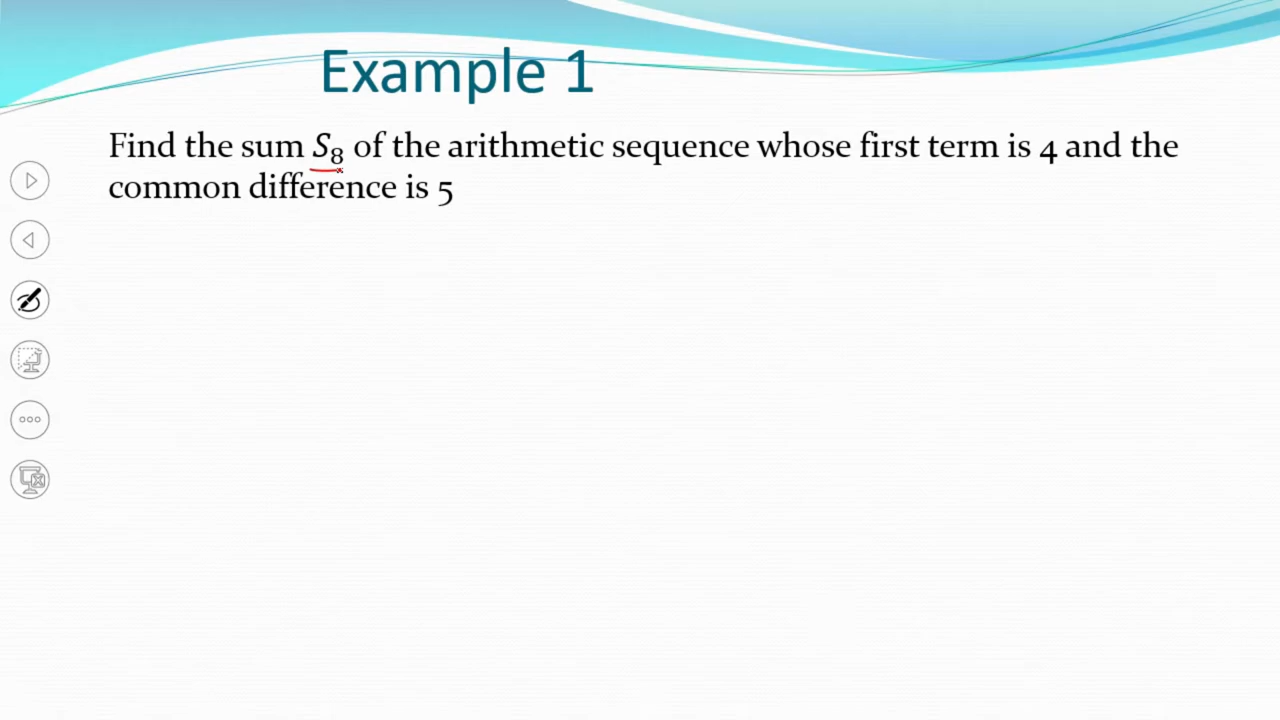 Example 1
Find the sum S₈ of the arithmetic sequence whose first term is 4 and the
common difference is 5